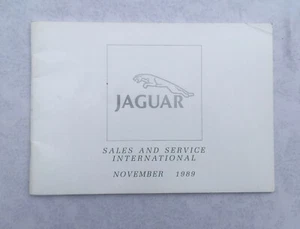 JAGUAR
SALES AND SERVICE
INTERNATIONAL
NOVEMBER 1989